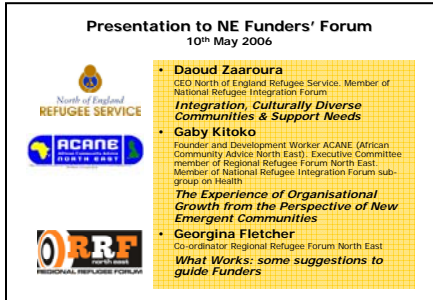 Presentation to NE Funders' Forum
10th May 2006
North of England
REFUGEE SERVICE
• Daoud Zaaroura
CEO North of England Refugee Service. Member of
National Refugee Integration Forum
Integration, Culturally Diverse
Communities & Support Needs
ACANE
African Community Advice
NORTH EAST
• Gaby Kitoko
Founder and Development Worker ACANE (African
Community Advice North East). Executive Committee
member of Regional Refugee Forum North East.
Member of National Refugee Integration Forum sub-
group on Health
The Experience of Organisational
Growth from the Perspective of New
Emergent Communities
RRF
north east
REGIONAL REFUGEE FORUM
• Georgina Fletcher
Co-ordinator Regional Refugee Forum North East
What Works: some suggestions to
guide Funders